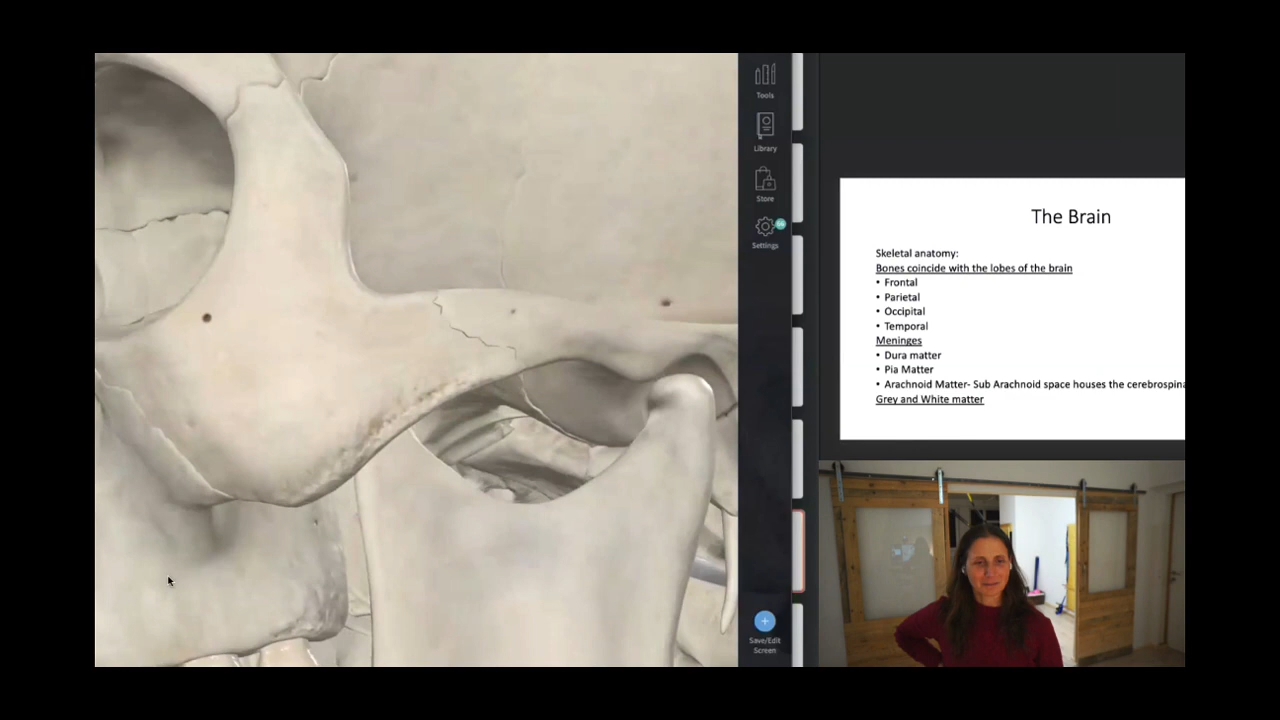 Tools
Library
Store
Settings
Save/Edit
Screen
The Brain
Skeletal anatomy:
Bones coincide with the lobes of the brain
• Frontal
• Parietal
• Occipital
• Temporal
Meninges
• Dura matter
• Pia Matter
• Arachnoid Matter- Sub Arachnoid space houses the cerebrospina
Grey and White matter